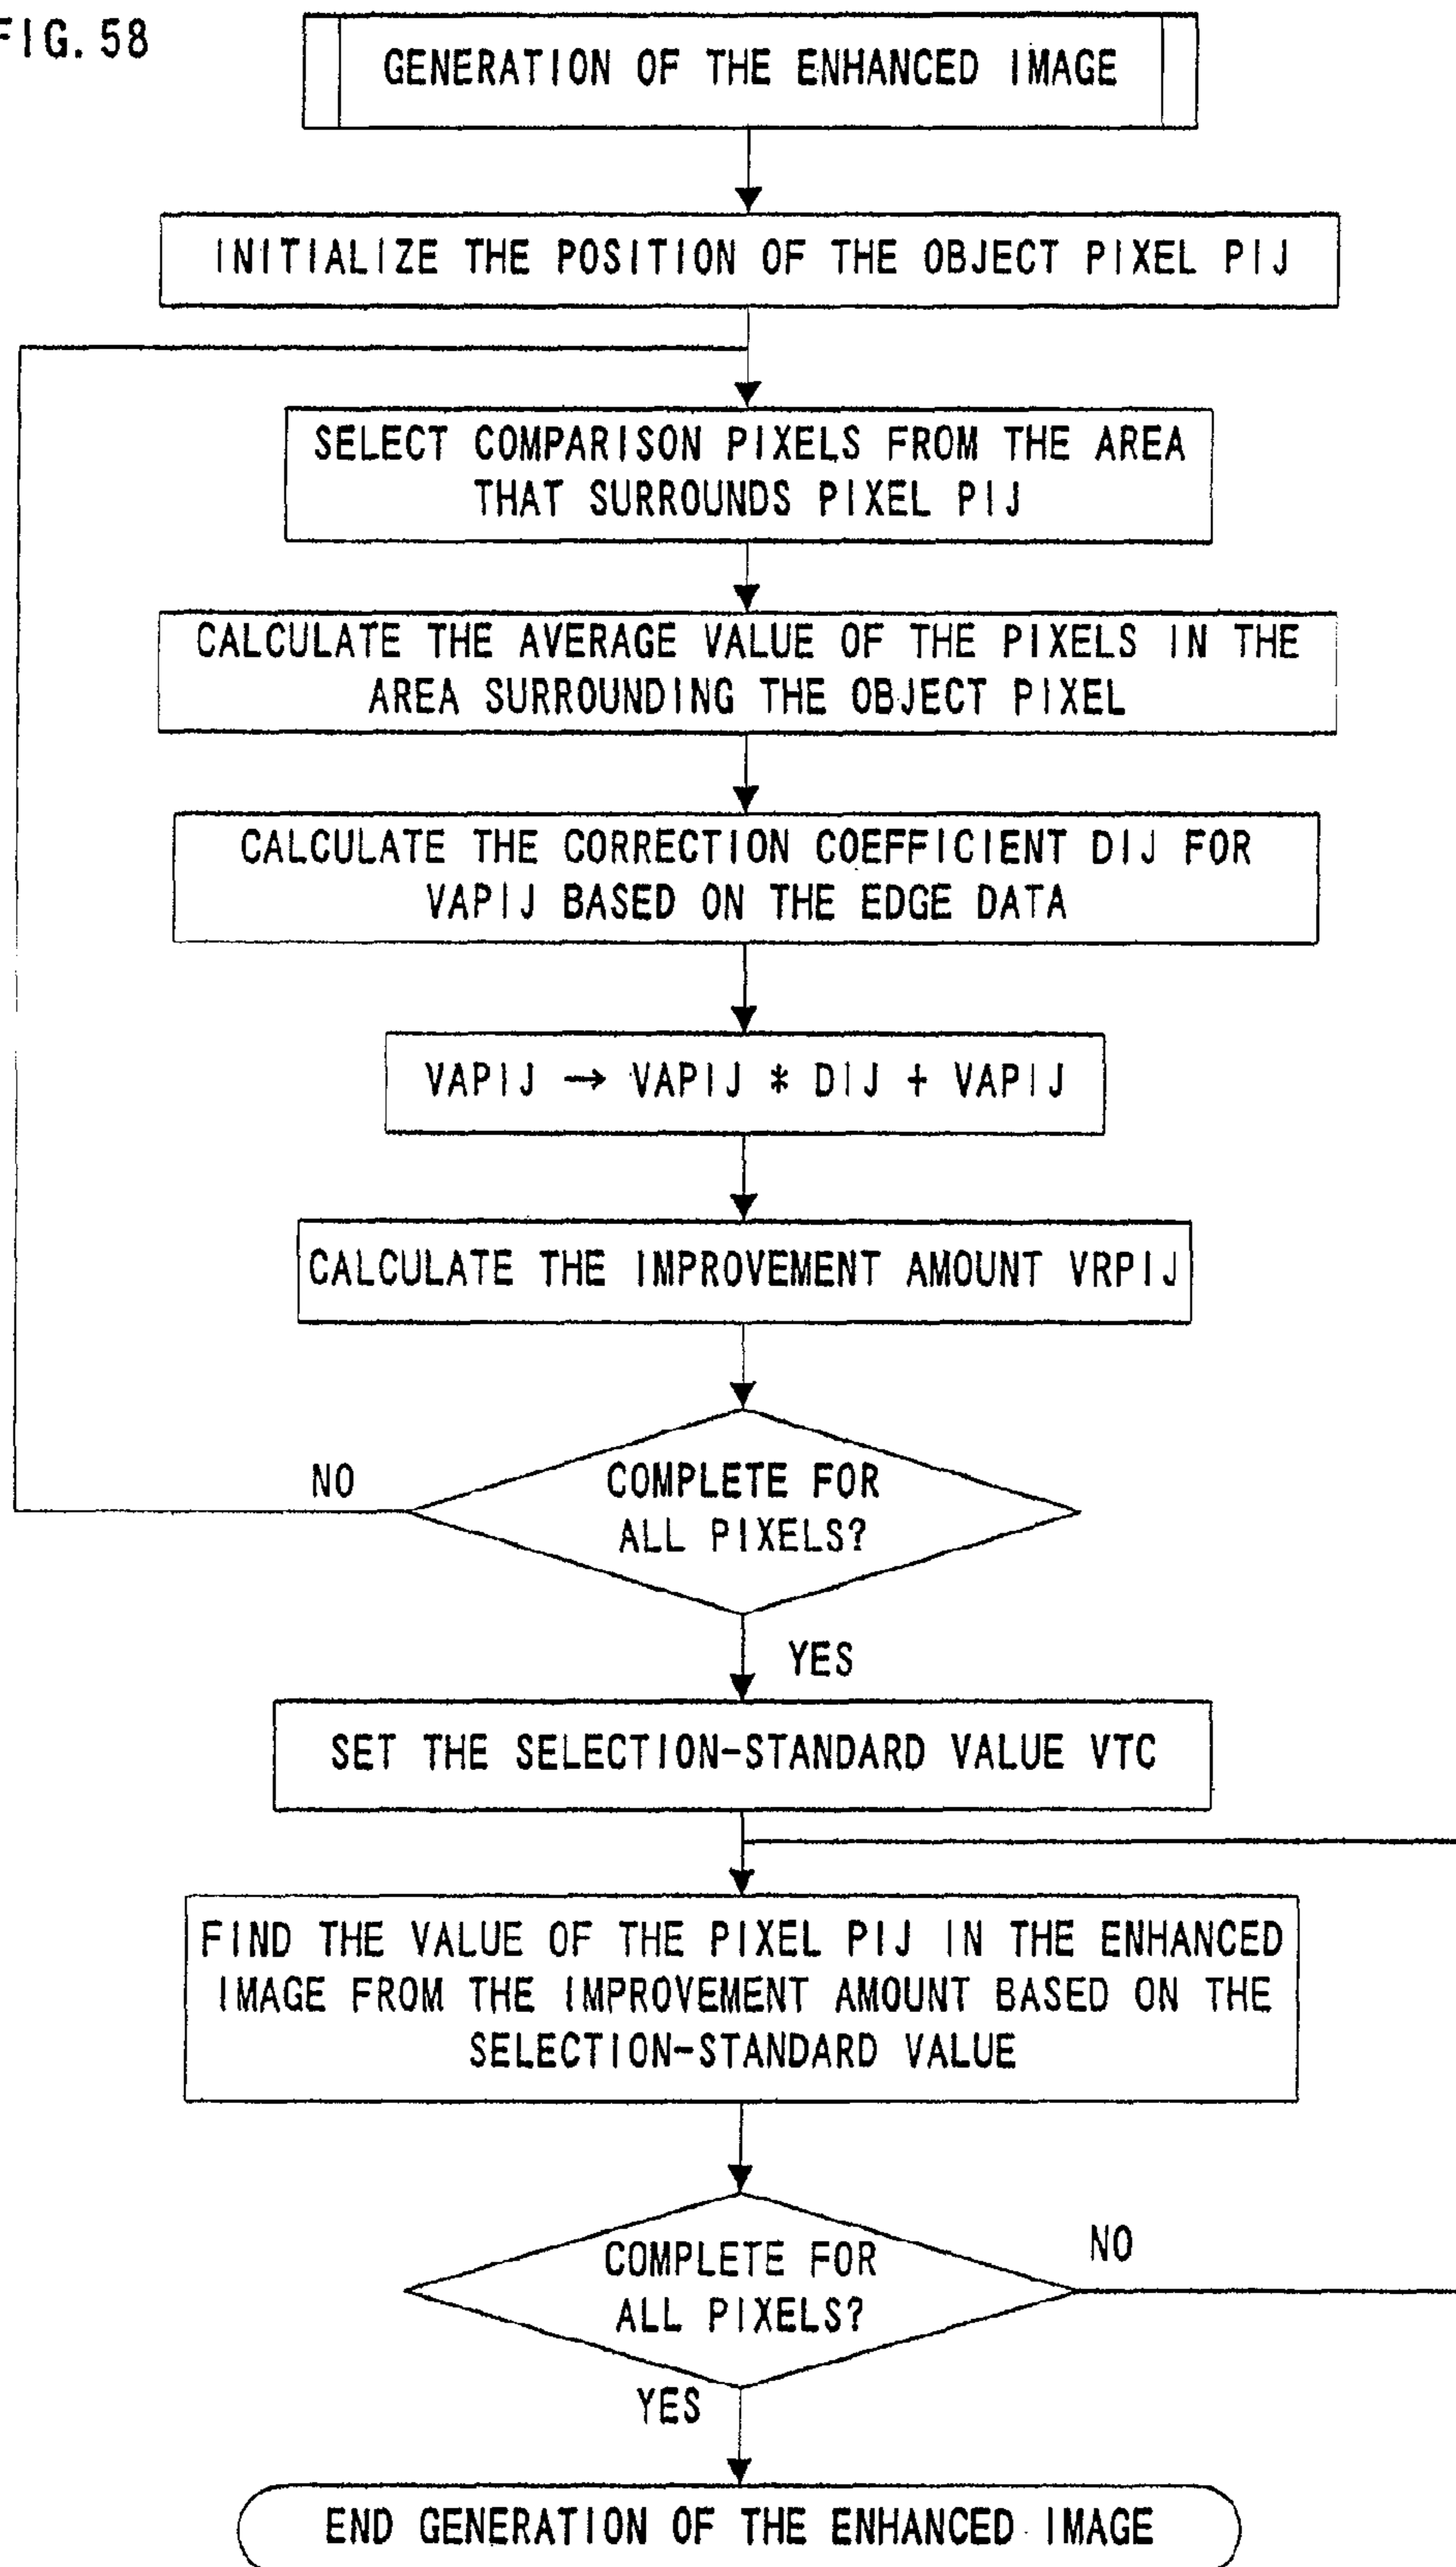 FIG. 58
GENERATION OF THE ENHANCED IMAGE
INITIALIZE THE POSITION OF THE OBJECT PIXEL PIJ
SELECT COMPARISON PIXELS FROM THE AREA
THAT SURROUNDS PIXEL PIJ
CALCULATE THE AVERAGE VALUE OF THE PIXELS IN THE
AREA SURROUNDING THE OBJECT PIXEL
CALCULATE THE CORRECTION COEFFICIENT DIJ FOR
VAPIJ BASED ON THE EDGE DATA
VAPIJ → VAPIJ * DIJ + VAPIJ
CALCULATE THE IMPROVEMENT AMOUNT VRPIJ
NO
COMPLETE FOR
ALL PIXELS?
YES
SET THE SELECTION-STANDARD VALUE VTC
FIND THE VALUE OF THE PIXEL PIJ IN THE ENHANCED
IMAGE FROM THE IMPROVEMENT AMOUNT BASED ON THE
SELECTION-STANDARD VALUE
NO
COMPLETE FOR
ALL PIXELS?
YES
END GENERATION OF THE ENHANCED IMAGE